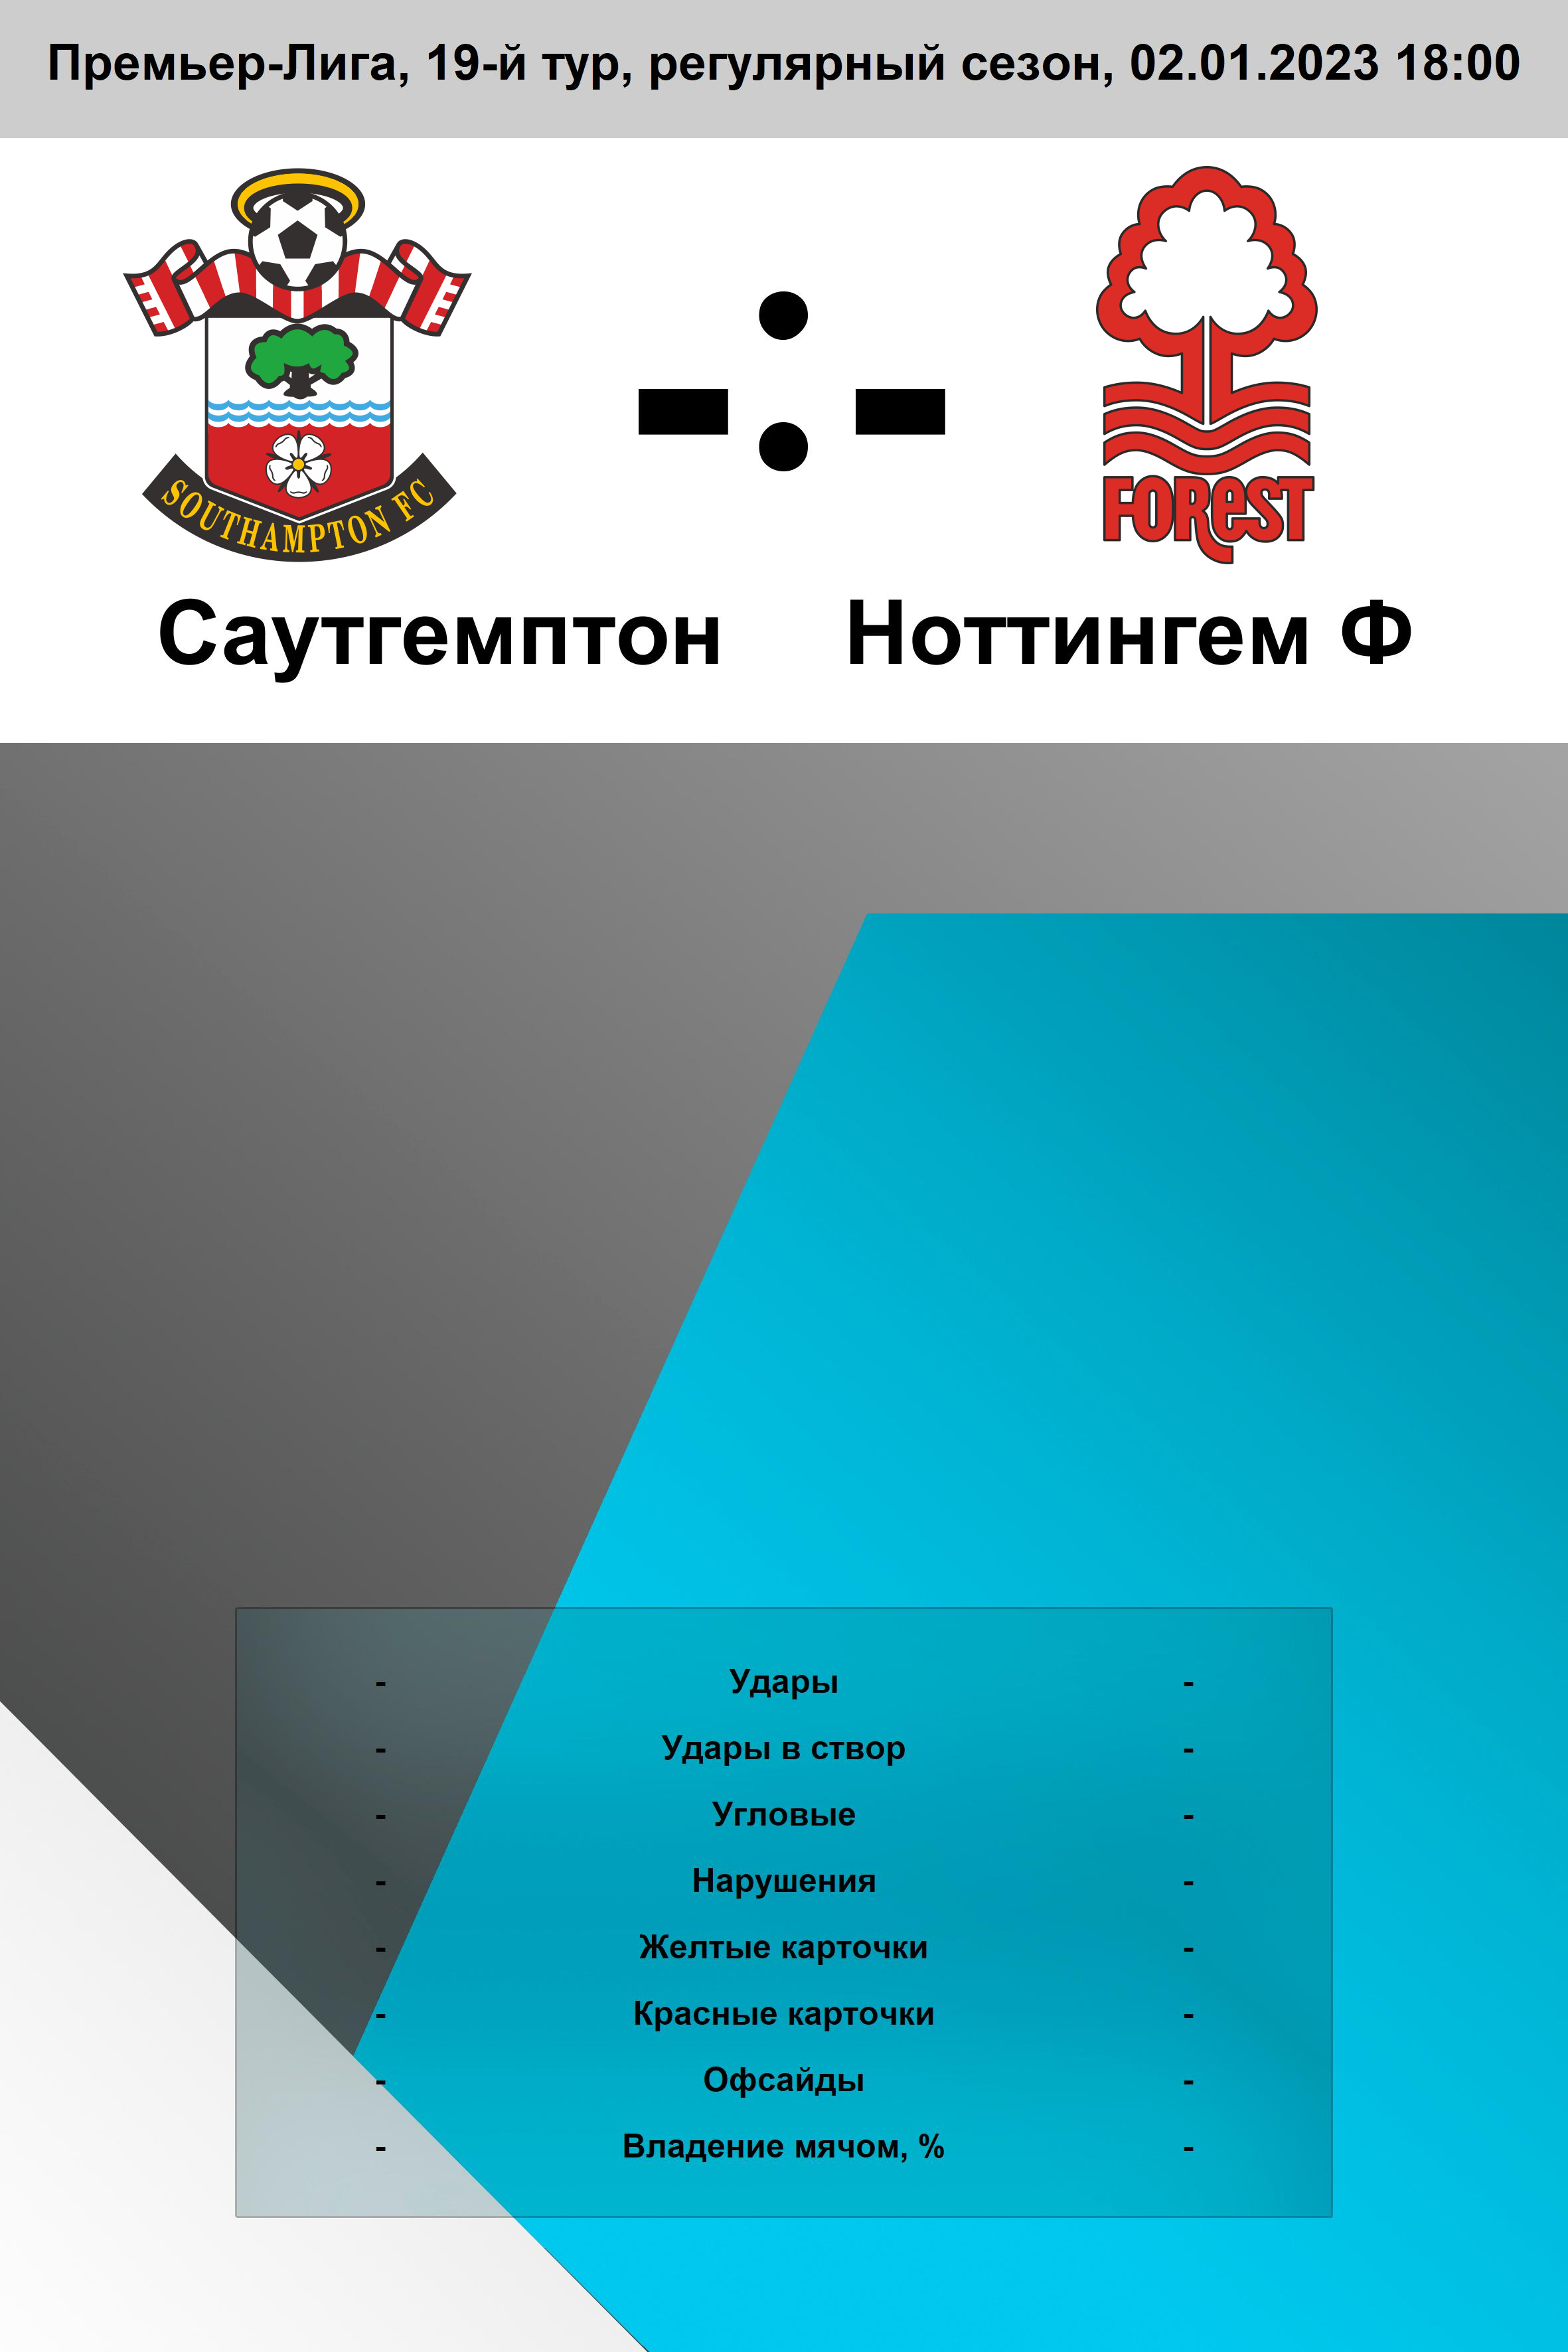 Премьер-Лига, 19-й тур, регулярный сезон, 02.01.2023 18:00
SOUTHAMPTON FC
-:-
FOREST
Саутгемптон Ноттингем Ф
- Удары -
- Удары в створ -
- Угловые -
- Нарушения -
- Желтые карточки -
- Красные карточки -
- Офсайды -
- Владение мячом, % -